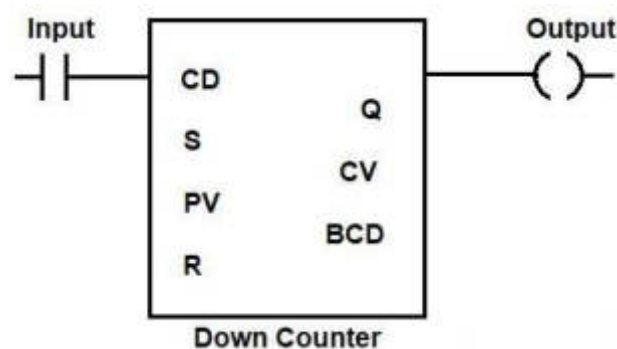 Input
Output
CD
Q
S
CV
PV
BCD
R
Down Counter